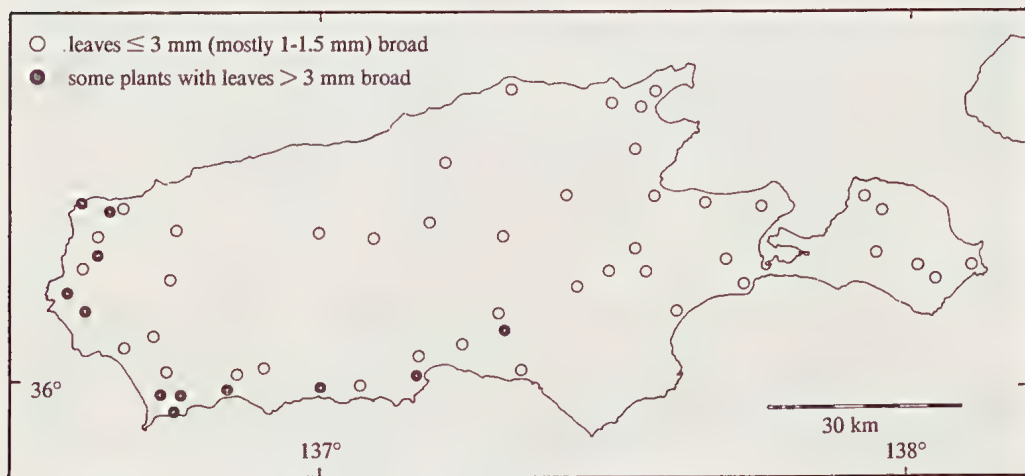 leaves ≤ 3 mm (mostly 1-1.5 mm) broad
some plants with leaves > 3 mm broad
36°
30 km
137°
138°